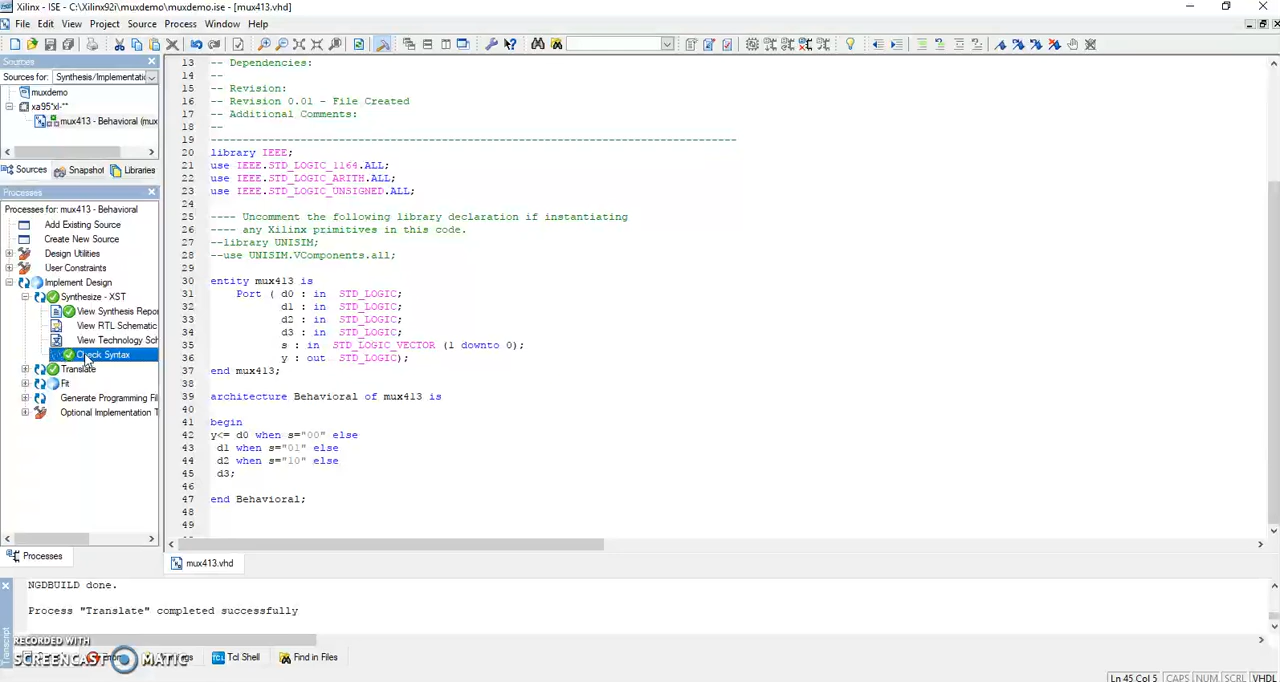 Xilinx - ISE - C:\Xilinx92i\muxdemo\muxdemo.ise - [mux413.vhd]
File Edit View Project Source Process Window Help
Sources
Sources for: Synthesis/Implementati
muxdemo
xa95*xl-**
mux413 - Behavioral (mux
Sources Snapshot Libraries
Processes
Processes for: mux413 - Behavioral
Add Existing Source
Create New Source
Design Utilities
User Constraints
Implement Design
Synthesize - XST
View Synthesis Repo
View RTL Schematic
View Technology Sch
Check Syntax
Translate
Fit
Generate Programming Fil
Optional Implementation T
Processes
13 -- Dependencies:
14 --
15 -- Revision:
16 -- Revision 0.01 - File Created
17 -- Additional Comments:
18 --
19 ----------------------------------------------------------------------------------
20 library IEEE;
21 use IEEE.STD_LOGIC_1164.ALL;
22 use IEEE.STD_LOGIC_ARITH.ALL;
23 use IEEE.STD_LOGIC_UNSIGNED.ALL;
24
25 ---- Uncomment the following library declaration if instantiating
26 ---- any Xilinx primitives in this code.
27 --library UNISIM;
28 --use UNISIM.VComponents.all;
29
30 entity mux413 is
31 Port ( d0 : in STD_LOGIC;
32 d1 : in STD_LOGIC;
33 d2 : in STD_LOGIC;
34 d3 : in STD_LOGIC;
35 s : in STD_LOGIC_VECTOR (1 downto 0);
36 y : out STD_LOGIC);
37 end mux413;
38
39 architecture Behavioral of mux413 is
40
41 begin
42 y<= d0 when s="00" else
43 d1 when s="01" else
44 d2 when s="10" else
45 d3;
46
47 end Behavioral;
48
49
mux413.vhd
NGDBUILD done.
Process "Translate" completed successfully
Transcript
RECORDED WITH
SCREENCAST MATIC
Tcl Shell Find in Files
Ln 45 Col 5 CAPS NUM SCRL VHDL